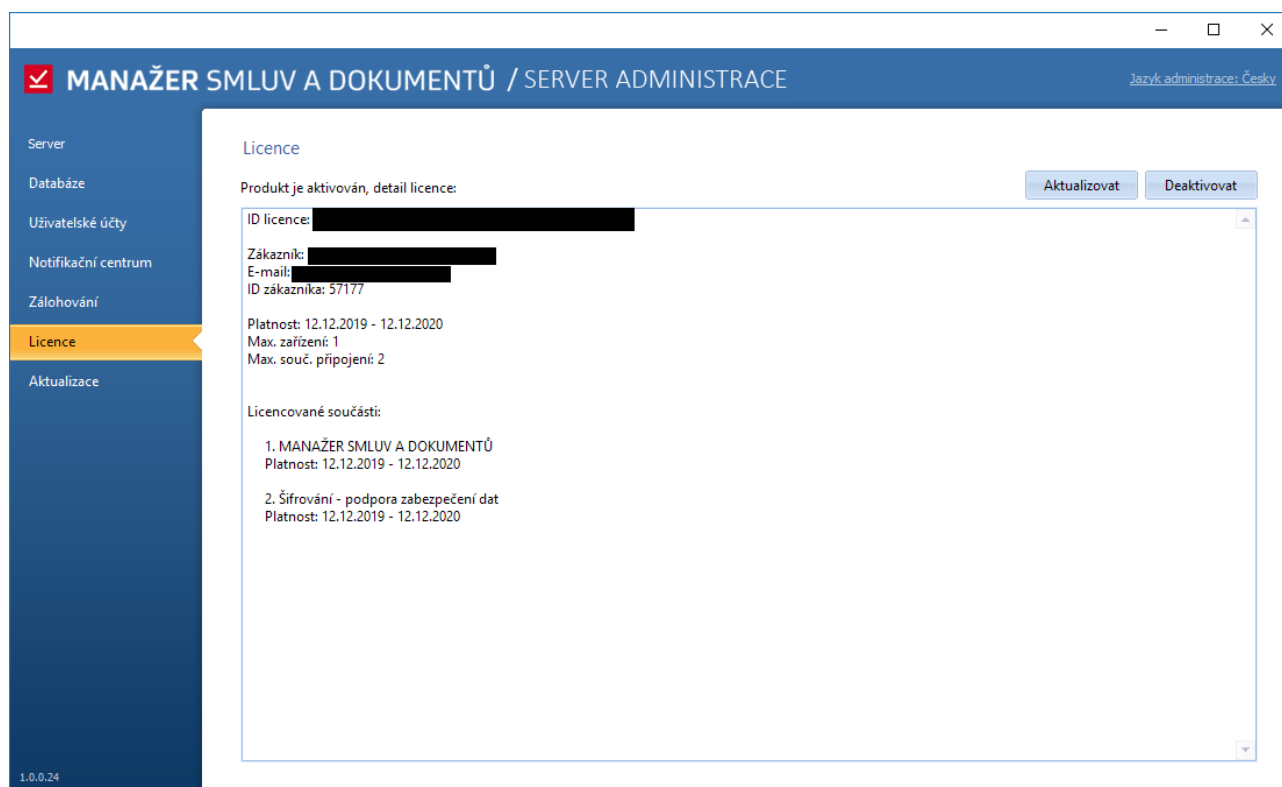 MANAŽER SMLUV A DOKUMENTŮ / SERVER ADMINISTRACE
Jazyk administrace: Česky
Server
Databáze
Uživatelské účty
Notifikační centrum
Zálohování
Licence
Aktualizace
1.0.0.24
Licence
Produkt je aktivován, detail licence:
Aktualizovat
Deaktivovat
ID licence:
Zákazník:
E-mail:
ID zákazníka: 57177
Platnost: 12.12.2019 - 12.12.2020
Max. zařízení: 1
Max. souč. připojení: 2
Licencované součásti:
1. MANAŽER SMLUV A DOKUMENTŮ
Platnost: 12.12.2019 - 12.12.2020
2. Šifrování - podpora zabezpečení dat
Platnost: 12.12.2019 - 12.12.2020